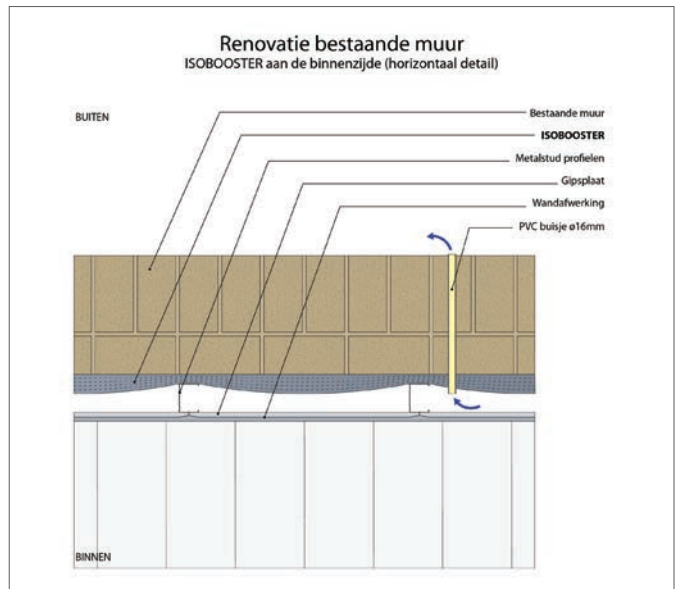 Renovatie bestaande muur
ISOBOOSTER aan de binnenzijde (horizontaal detail)
BUITEN
Bestaande muur
ISOBOOSTER
Metalstud profielen
Gipsplaat
Wandafwerking
PVC buisje ø16mm
BINNEN